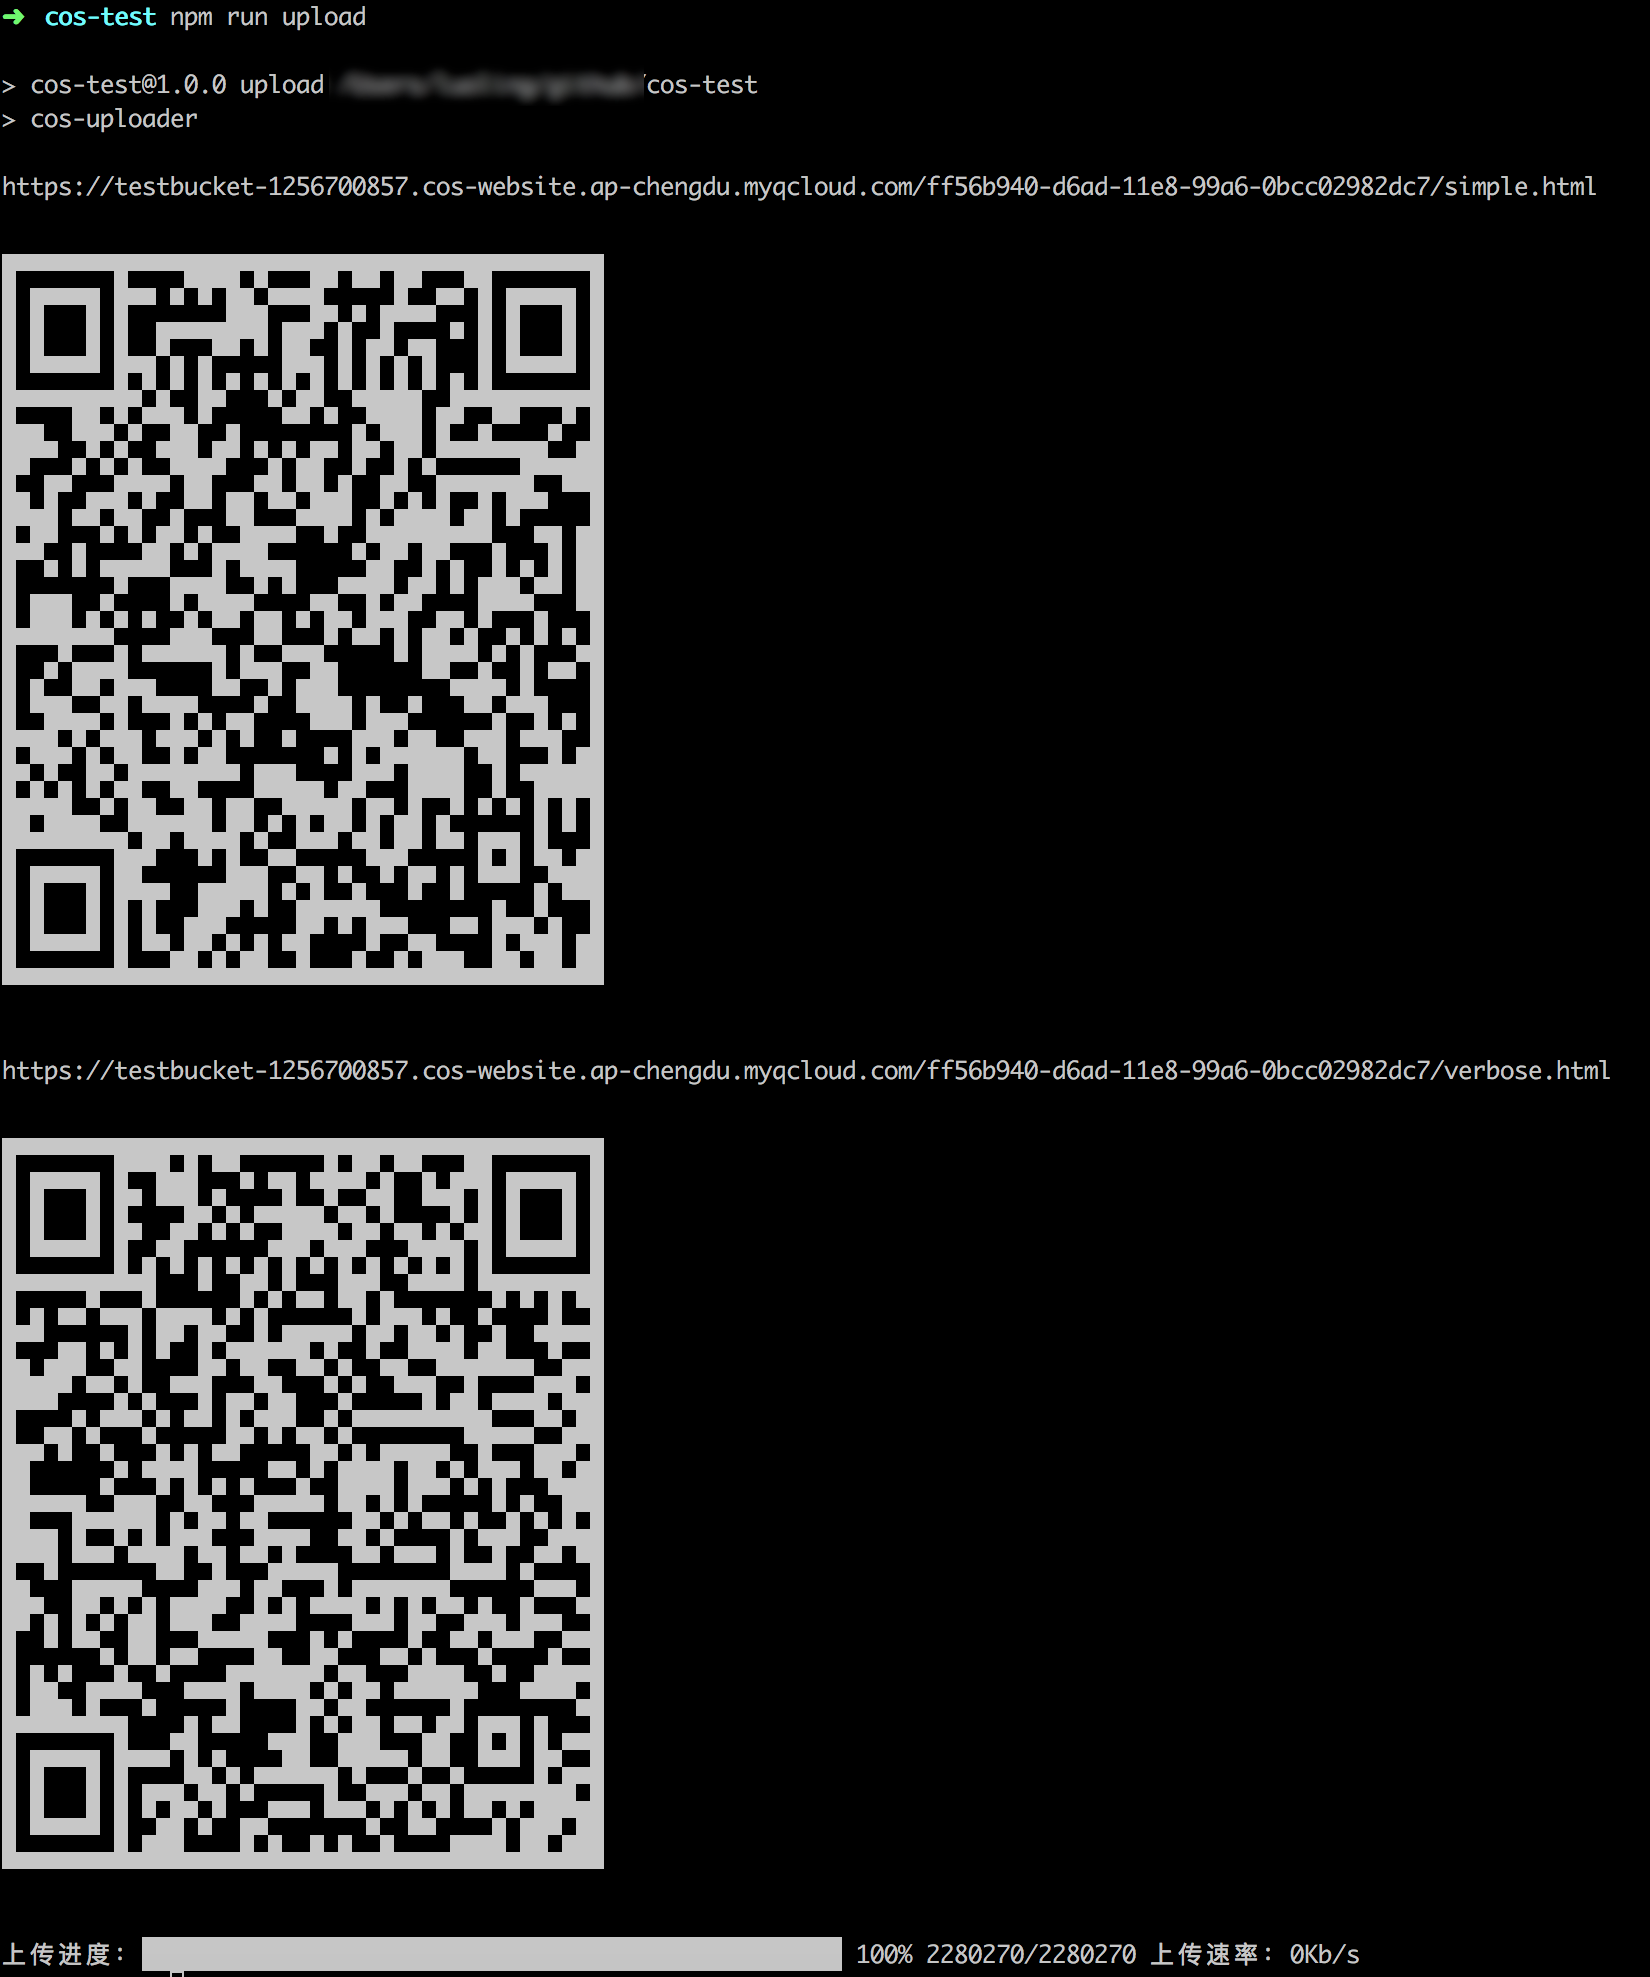 ➜ cos-test npm run upload
> cos-test@1.0.0 upload /cos-test
> cos-uploader
https://testbucket-1256700857.cos-website.ap-chengdu.myqcloud.com/ff56b940-d6ad-11e8-99a6-0bcc02982dc7/simple.html
https://testbucket-1256700857.cos-website.ap-chengdu.myqcloud.com/ff56b940-d6ad-11e8-99a6-0bcc02982dc7/verbose.html
上传进度: 100% 2280270/2280270 上传速率: 0Kb/s